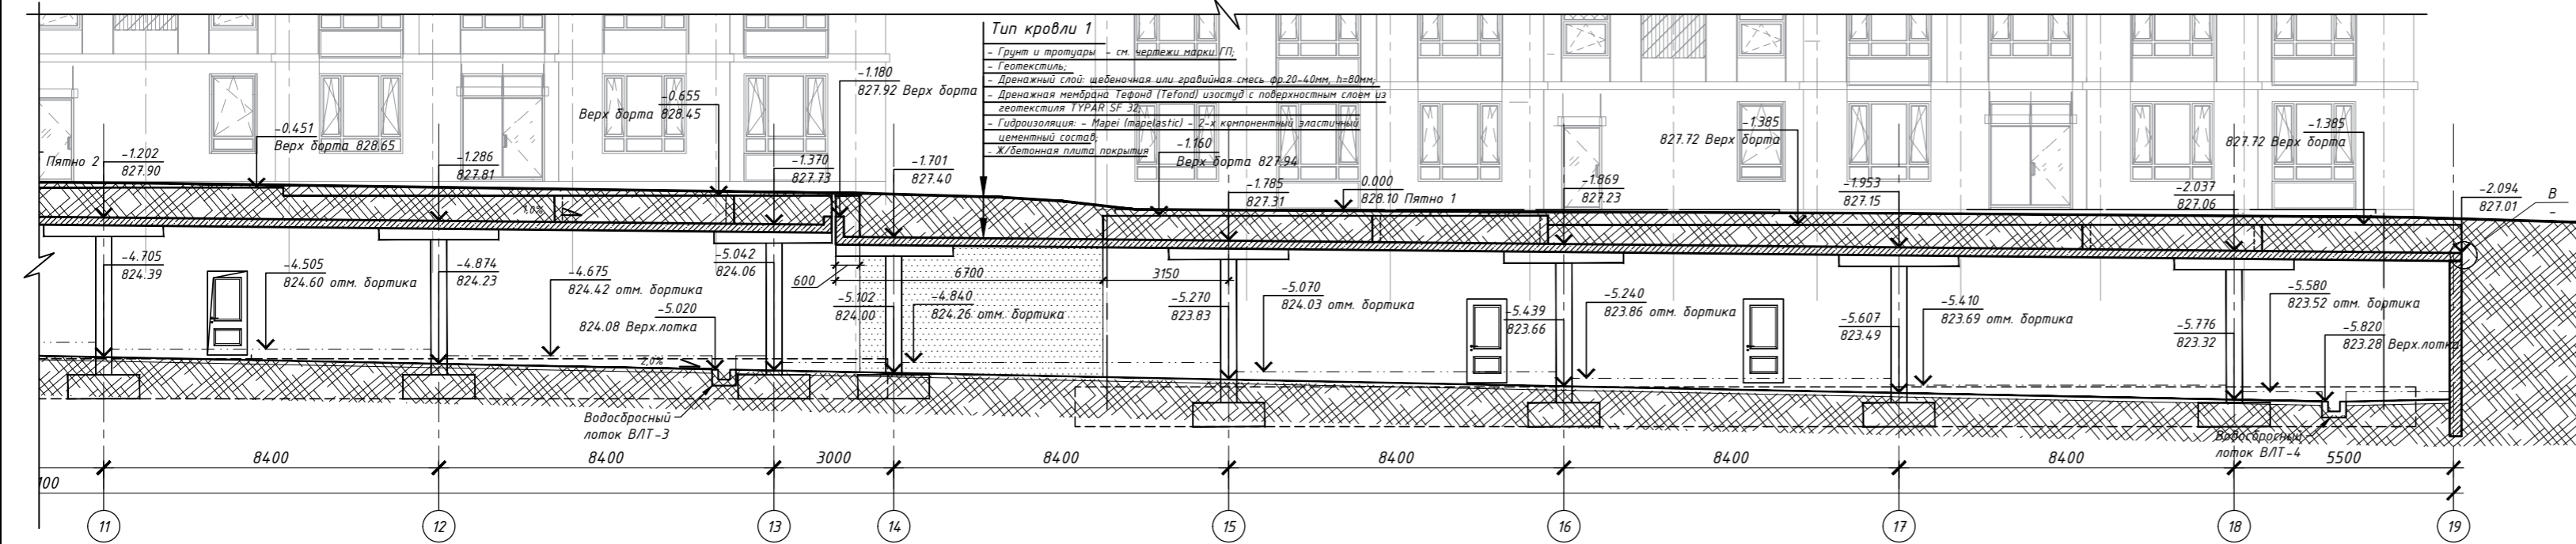 Тип кровли 1
- Грунт и тротуары - см. чертежи марки ГП;
- Геотекстиль;
- Дренажный слой: щебеночная или гравийная смесь фр.20-40мм, h=80мм;
- Дренажная мембрана Тефонд (Tefond) изостуд с поверхностным слоем из
геотекстиля TYPAR SF 32;
- Гидроизоляция: - Mapei (mapelastic) - 2-х компонентный эластичный
цементный состав;
- Ж/бетонная плита покрытия
Пятно 2
-1.202
827.90
-0.451
Верх борта 828.65
-1.286
827.81
-0.655
Верх борта 828.45
-1.370
827.73
-1.180
827.92 Верх борта
-1.701
827.40
-1.160
Верх борта 827.94
-1.785
827.31
0.000
828.10 Пятно 1
-1.869
827.23
-1.385
827.72 Верх борта
-1.953
827.15
-2.037
827.06
-1.385
827.72 Верх борта
-2.094
827.01
В
-
1,0%
-4.705
824.39
-4.505
824.60 отм. бортика
-4.874
824.23
-4.675
824.42 отм. бортика
-5.042
824.06
-5.020
824.08 Верх.лотка
600
6700
3150
-5.102
824.00
-4.840
824.26 отм. бортика
-5.270
823.83
-5.070
824.03 отм. бортика
-5.439
823.66
-5.240
823.86 отм. бортика
-5.607
823.49
-5.410
823.69 отм. бортика
-5.776
823.32
-5.580
823.52 отм. бортика
-5.820
823.28 Верх.лотка
2,0%
Водосбросный
лоток ВЛТ-3
Водосбросный
лоток ВЛТ-4
8400
8400
3000
8400
8400
8400
8400
5500
100
11
12
13
14
15
16
17
18
19